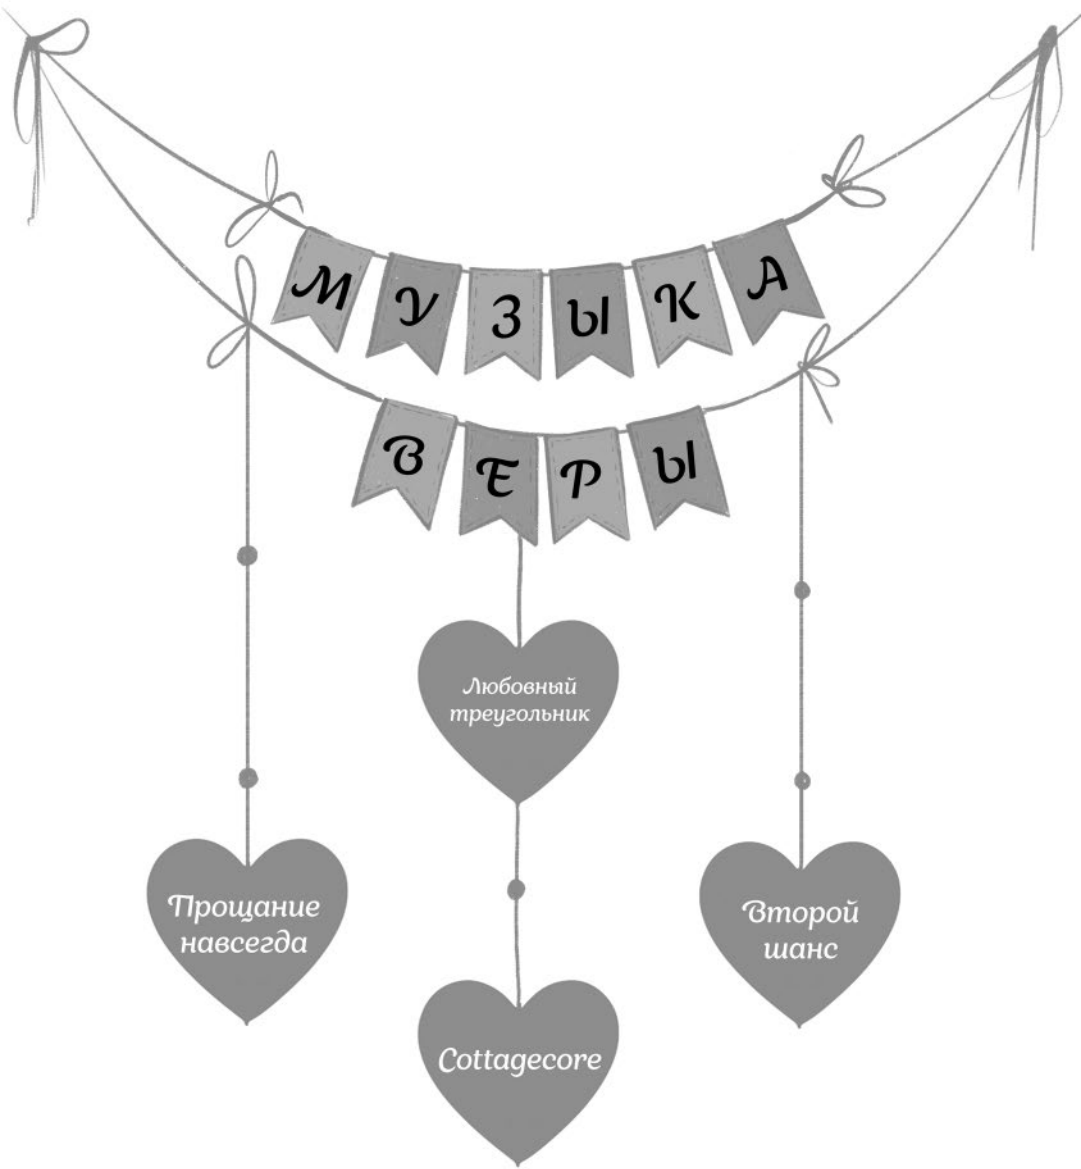 МУЗЫКА
ВЕРЫ
Любовный
треугольник
Прощание
навсегда
Второй
шанс
Cottagecore